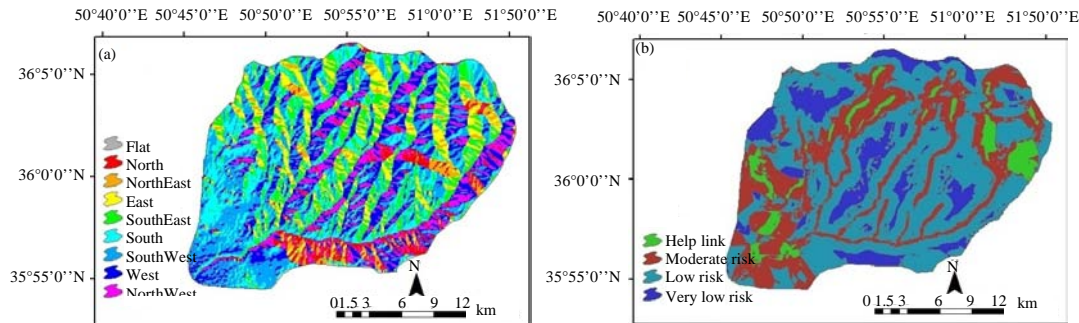 50°40'0''E 50°45'0''E 50°50'0''E 50°55'0''E 51°0'0''E 51°50'0''E
(a)
36°5'0''N
36°0'0''N
35°55'0''N
Flat
North
NorthEast
East
SouthEast
South
SouthWest
West
NorthWest
N
0 1.5 3 6 9 12 km
50°40'0''E 50°45'0''E 50°50'0''E 50°55'0''E 51°0'0''E 51°50'0''E
(b)
36°5'0''N
36°0'0''N
35°55'0''N
Help link
Moderate risk
Low risk
Very low risk
N
0 1.5 3 6 9 12 km